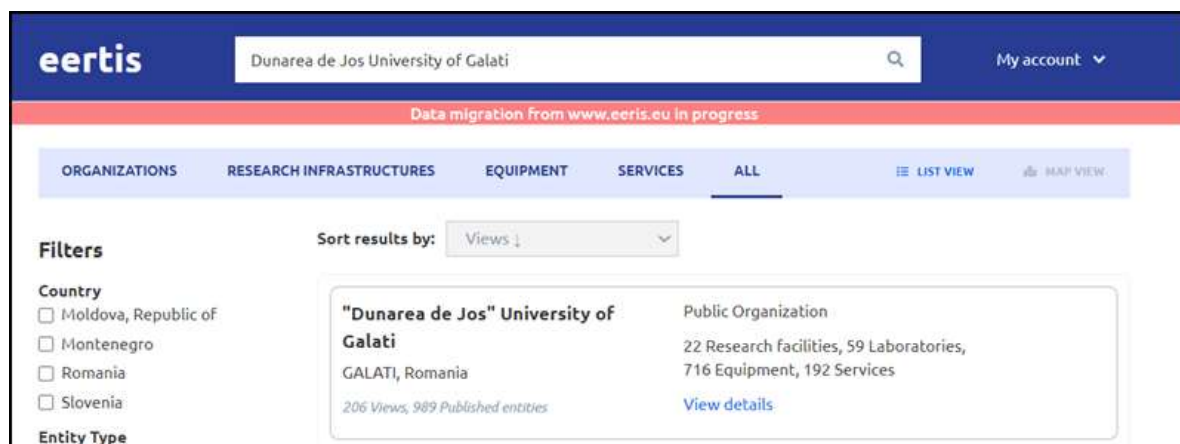 eertis
Dunarea de Jos University of Galati
My account
Data migration from www.eeris.eu in progress
ORGANIZATIONS RESEARCH INFRASTRUCTURES EQUIPMENT SERVICES ALL LIST VIEW MAP VIEW
Filters
Sort results by: Views ↓
Country
Moldova, Republic of
Montenegro
Romania
Slovenia
Entity Type
"Dunarea de Jos" University of
Galati
GALATI, Romania
206 Views, 989 Published entities
Public Organization
22 Research facilities, 59 Laboratories,
716 Equipment, 192 Services
View details